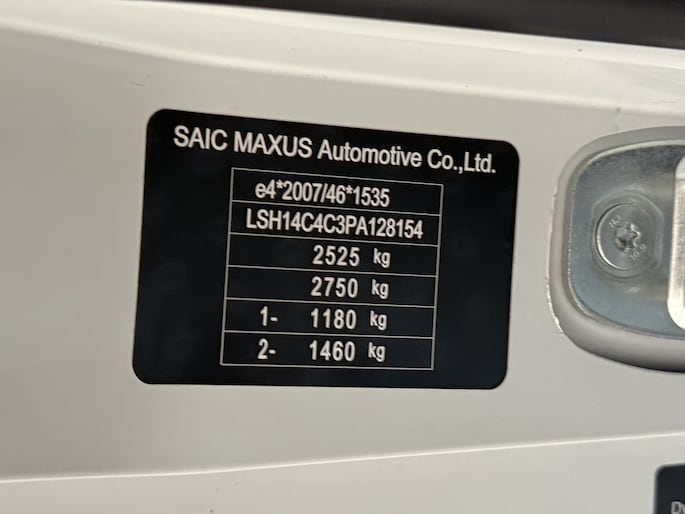 SAIC MAXUS Automotive Co.,Ltd.
e4*2007/46*1535
LSH14C4C3PA128154
2525 kg
2750 kg
1- 1180 kg
2- 1460 kg